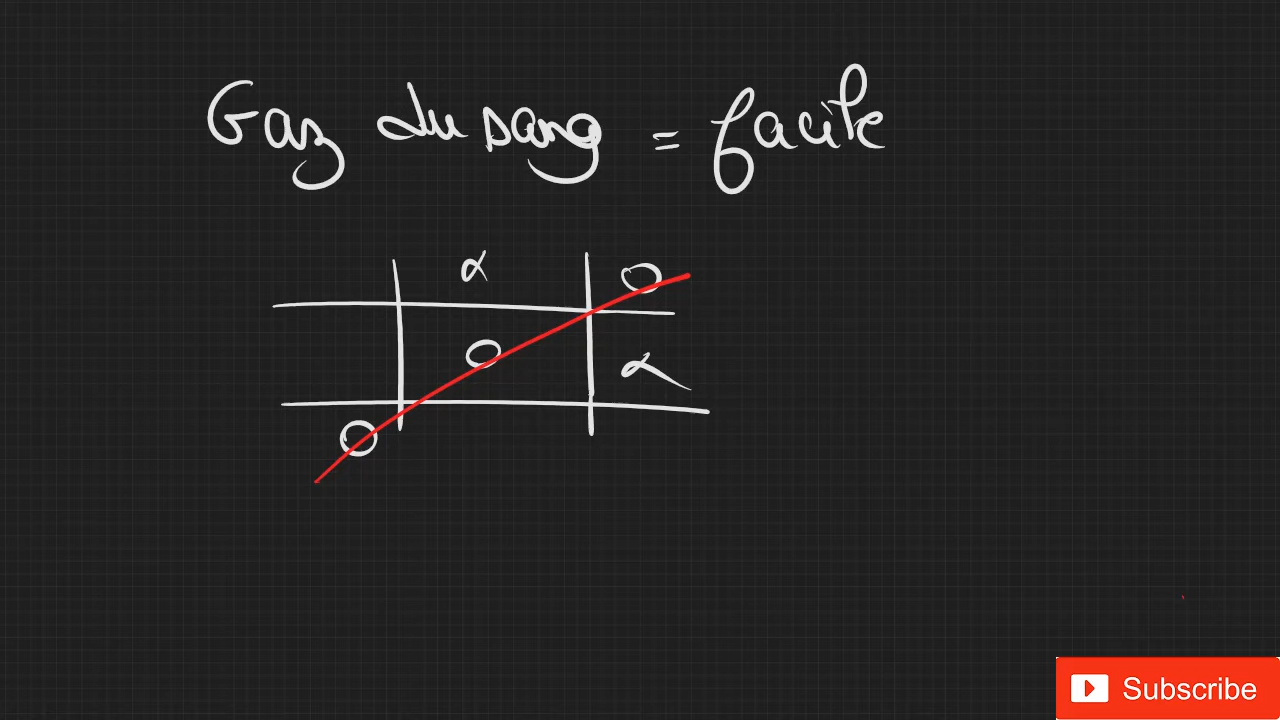 Gaz du sang = facile
α O
O α
O
Subscribe